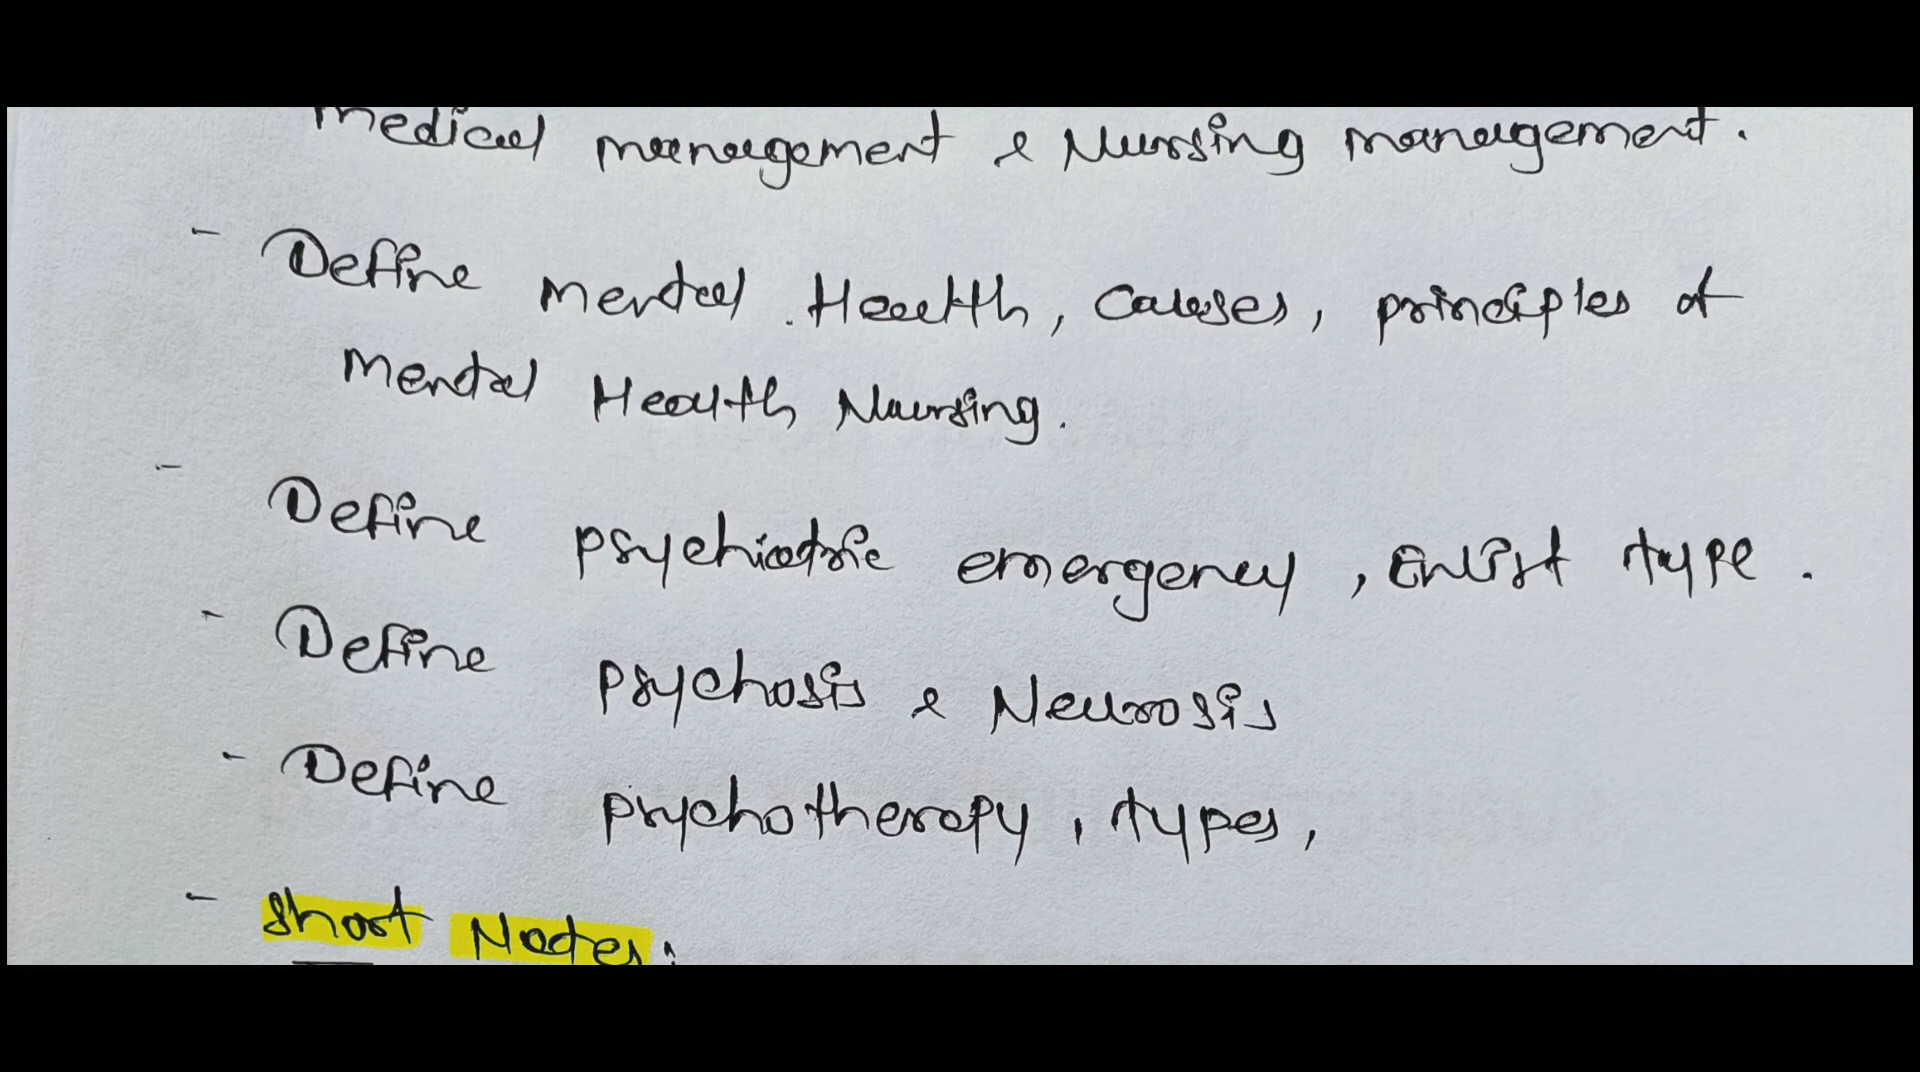 Medical management & Nursing management.
- Define Mental Health, Causes, principles of
Mental Health Nursing.
- Define psychiatric emergency, Enlist type.
- Define psychosis & Neurosis
- Define psychotherapy, types,
- Short Notes: